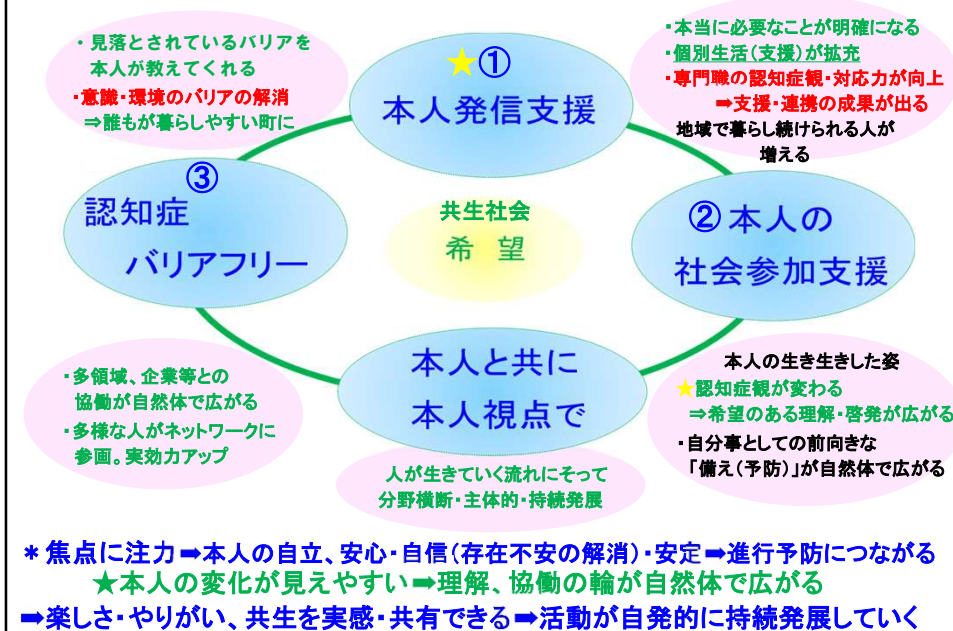 ・見落とされているバリアを
本人が教えてくれる
・意識・環境のバリアの解消
⇒誰もが暮らしやすい町に
★①
本人発信支援
・本当に必要なことが明確になる
・個別生活(支援)が拡充
・専門職の認知症観・対応力が向上
➡支援・連携の成果が出る
地域で暮らし続けられる人が
増える
③
認知症
バリアフリー
共生社会
希 望
②本人の
社会参加支援
本人と共に
本人視点で
・多領域、企業等との
協働が自然体で広がる
・多様な人がネットワークに
参画。実効力アップ
本人の生き生きした姿
★認知症観が変わる
⇒希望のある理解・啓発が広がる
・自分事としての前向きな
「備え(予防)」が自然体で広がる
人が生きていく流れにそって
分野横断・主体的・持続発展
＊焦点に注力➡本人の自立、安心・自信(存在不安の解消)・安定➡進行予防につながる
★本人の変化が見えやすい➡理解、協働の輪が自然体で広がる
➡楽しさ・やりがい、共生を実感・共有できる➡活動が自発的に持続発展していく